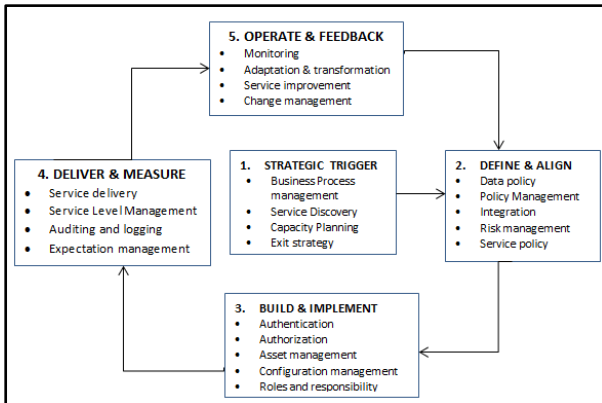 5. OPERATE & FEEDBACK
• Monitoring
• Adaptation & transformation
• Service improvement
• Change management
4. DELIVER & MEASURE
• Service delivery
• Service Level Management
• Auditing and logging
• Expectation management
1. STRATEGIC TRIGGER
• Business Process
management
• Service Discovery
• Capacity Planning
• Exit strategy
2. DEFINE & ALIGN
• Data policy
• Policy Management
• Integration
• Risk management
• Service policy
3. BUILD & IMPLEMENT
• Authentication
• Authorization
• Asset management
• Configuration management
• Roles and responsibility